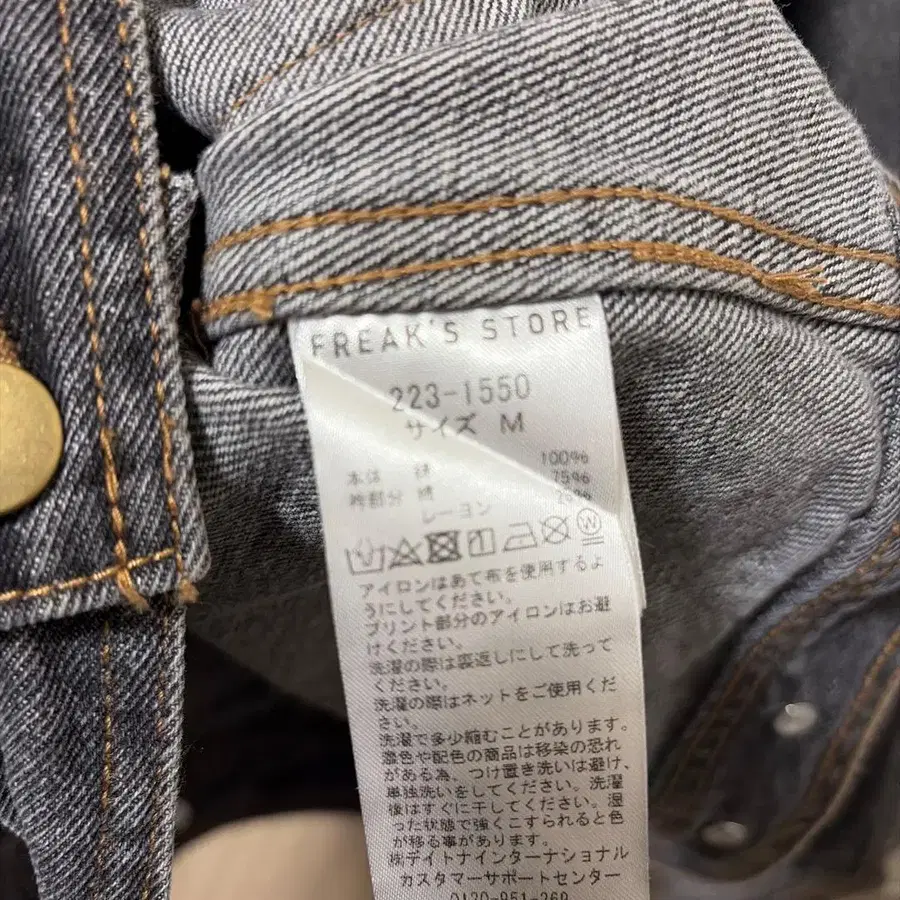 FREAK'S STORE
223-1550
サイズ M
本体 綿 100%
衿部分 綿 75%
レーヨン 25%
アイロンはあて布を使用するよ
うにしてください。
プリント部分のアイロンはお避
けください。
洗濯の際は裏返しにして洗って
ください。
洗濯の際はネットをご使用くだ
さい。
洗濯で多少縮むことがあります。
濃色や配色の商品は移染の恐れ
がある為、つけ置き洗いは避け、
単独洗いをしてください。洗濯
後はすぐに干してください。湿
った状態で強くこすられると色
が移る事があります。
㈱デイトナインターナショナル
カスタマーサポートセンター
0120-951-269